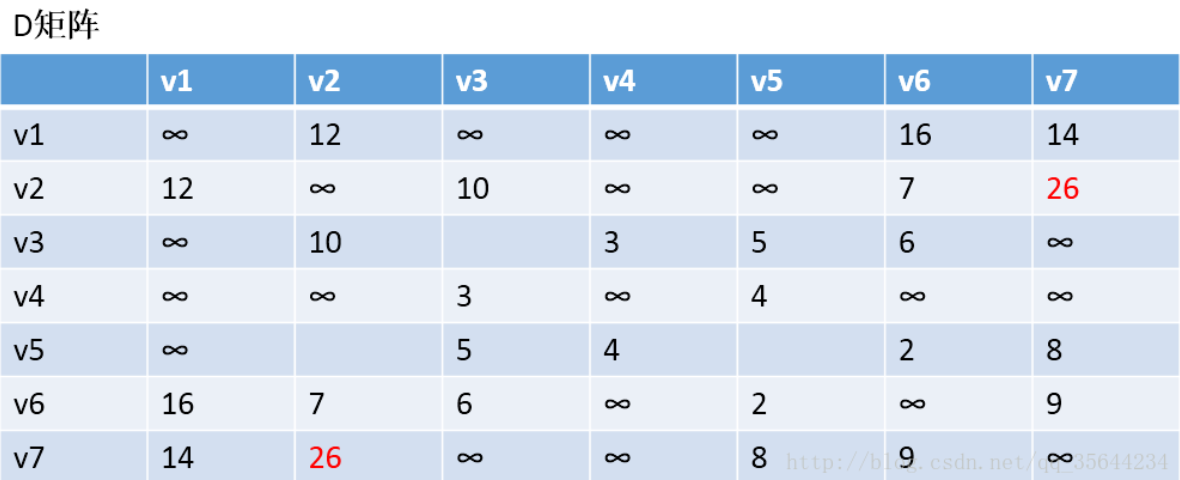 D矩阵
v1 v2 v3 v4 v5 v6 v7
v1 ∞ 12 ∞ ∞ ∞ 16 14
v2 12 ∞ 10 ∞ ∞ 7 26
v3 ∞ 10 3 5 6 ∞
v4 ∞ ∞ 3 ∞ 4 ∞ ∞
v5 ∞ 5 4 2 8
v6 16 7 6 ∞ 2 ∞ 9
v7 14 26 ∞ ∞ 8 9 ∞
http://blog.csdn.net/qq_35644234